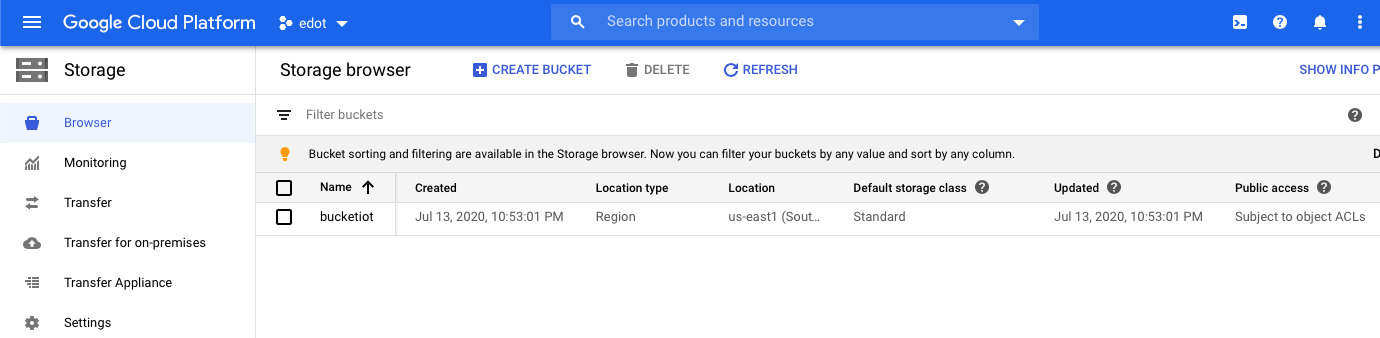 Google Cloud Platform edot Search products and resources
Storage Storage browser CREATE BUCKET DELETE REFRESH SHOW INFO P
Browser
Monitoring
Transfer
Transfer for on-premises
Transfer Appliance
Settings
Filter buckets
Bucket sorting and filtering are available in the Storage browser. Now you can filter your buckets by any value and sort by any column. D
Name Created Location type Location Default storage class Updated Public access
bucketiot Jul 13, 2020, 10:53:01 PM Region us-east1 (Sout... Standard Jul 13, 2020, 10:53:01 PM Subject to object ACLs